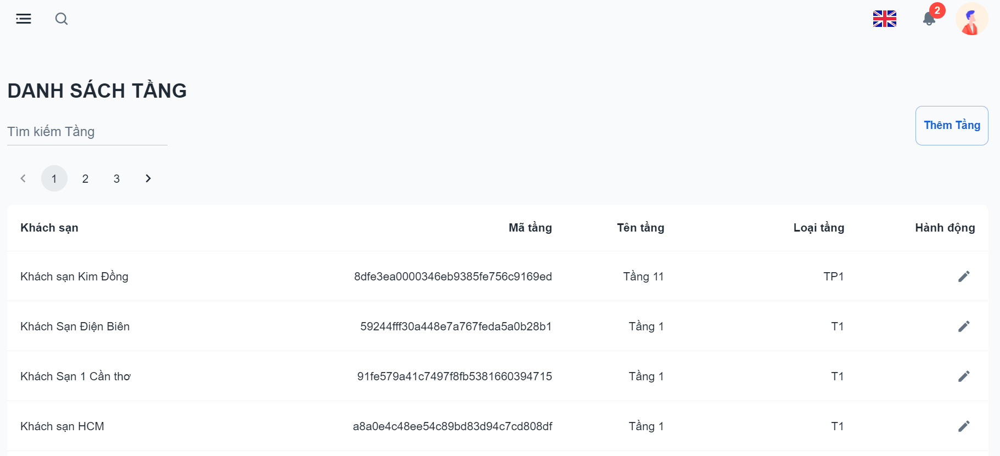 2
DANH SÁCH TẦNG
Tìm kiếm Tầng
Thêm Tầng
1 2 3
Khách sạn Mã tầng Tên tầng Loại tầng Hành động
Khách sạn Kim Đồng 8dfe3ea0000346eb9385fe756c9169ed Tầng 11 TP1
Khách Sạn Điện Biên 59244fff30a448e7a767feda5a0b28b1 Tầng 1 T1
Khách Sạn 1 Cần thơ 91fe579a41c7497f8fb5381660394715 Tầng 1 T1
Khách sạn HCM a8a0e4c48ee54c89bd83d94c7cd808df Tầng 1 T1